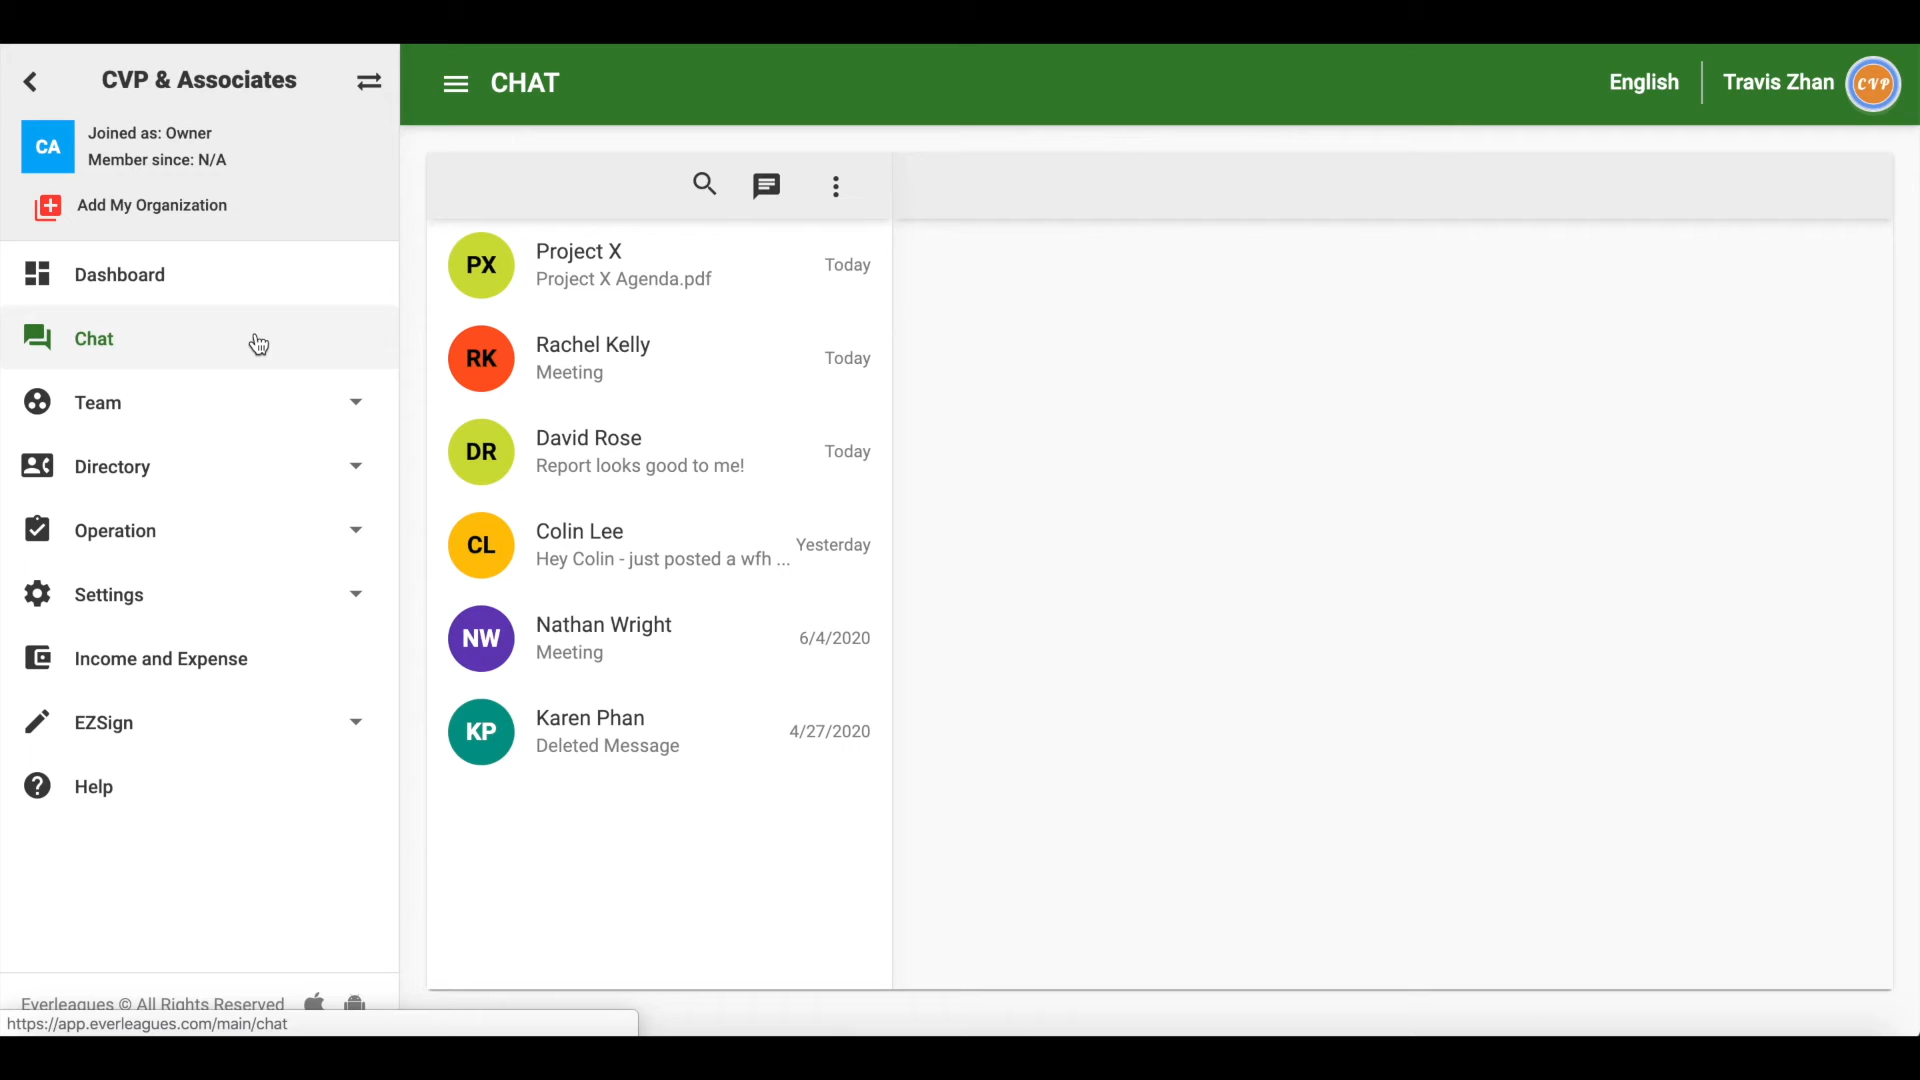 CVP & Associates
CA
Joined as: Owner
Member since: N/A
Add My Organization
Dashboard
Chat
Team
Directory
Operation
Settings
Income and Expense
EZSign
Help
Everleagues © All Rights Reserved
https://app.everleagues.com/main/chat
CHAT
English
Travis Zhan
CVP
PX
Project X
Today
Project X Agenda.pdf
RK
Rachel Kelly
Today
Meeting
DR
David Rose
Today
Report looks good to me!
CL
Colin Lee
Yesterday
Hey Colin - just posted a wfh ...
NW
Nathan Wright
6/4/2020
Meeting
KP
Karen Phan
4/27/2020
Deleted Message